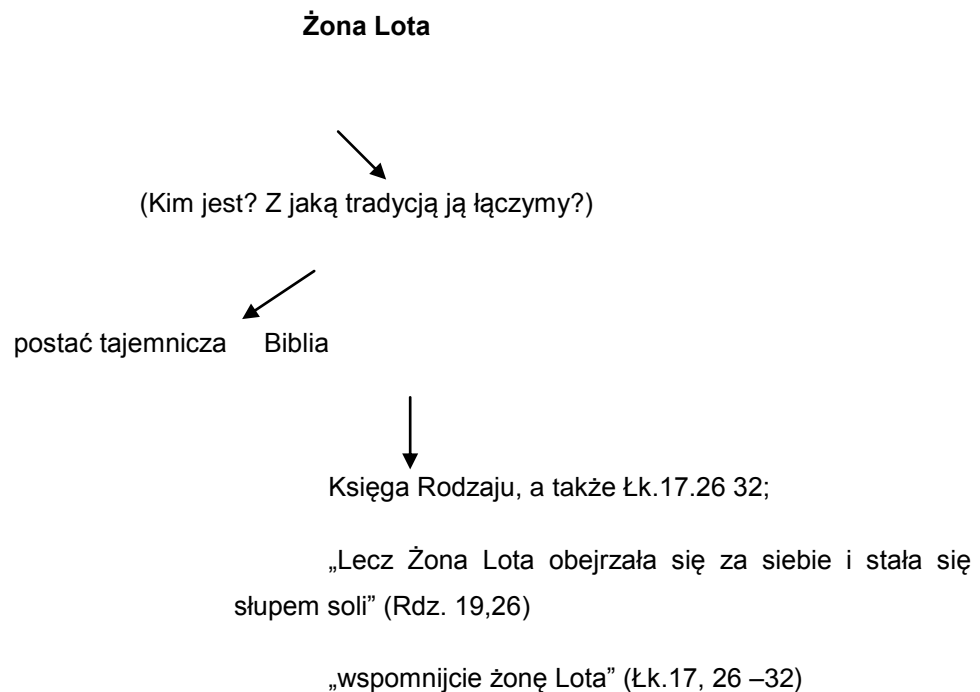 Żona Lota
(Kim jest? Z jaką tradycją ją łączymy?)
postać tajemnicza Biblia
Księga Rodzaju, a także Łk.17.26 32;
„Lecz Żona Lota obejrzała się za siebie i stała się
słupem soli” (Rdz. 19,26)
„wspomnijcie żonę Lota” (Łk.17, 26 –32)